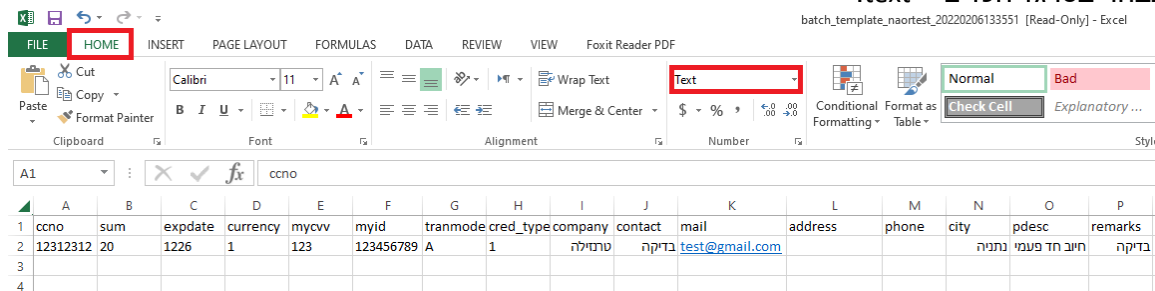 batch_template_naortest_20220206133551 [Read-Only] - Excel
FILE HOME INSERT PAGE LAYOUT FORMULAS DATA REVIEW VIEW Foxit Reader PDF
Cut
Copy
Format Painter
Paste
Calibri 11 A A
B I U A
Wrap Text
Merge & Center
Text
$ % , .00 .00
Conditional Formatting
Format as Table
Normal Bad
Check Cell Explanatory ...
Clipboard Font Alignment Number Styl
A1 fx ccno
A B C D E F G H I J K L M N O P
1 ccno sum expdate currency mycvv myid tranmode cred_type company contact mail address phone city pdesc remarks
2 12312312 20 1226 1 123 123456789 A 1 טרנזילה בדיקה test@gmail.com נתניה חיוב חד פעמי בדיקה
3
4